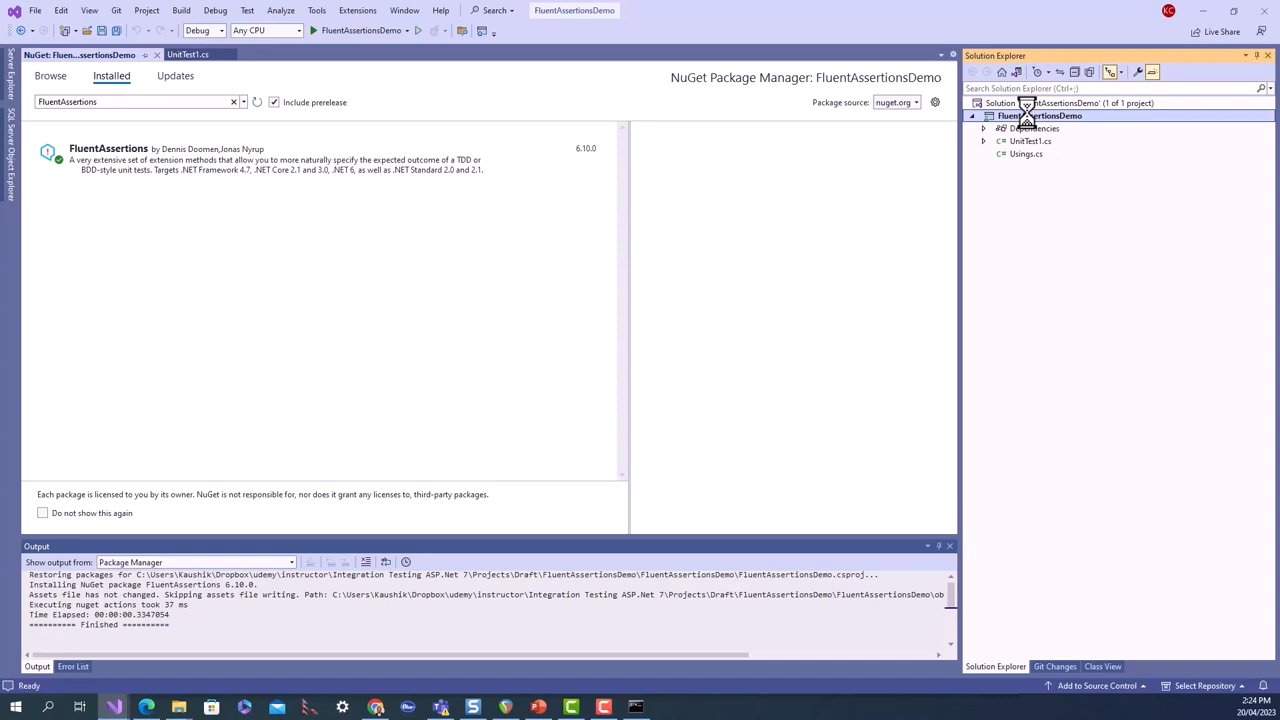 File Edit View Git Project Build Debug Test Analyze Tools Extensions Window Help Search FluentAssertionsDemo KC
Debug Any CPU FluentAssertionsDemo Live Share
Server Explorer
SQL Server Object Explorer
NuGet: Fluen...ssertionsDemo UnitTest1.cs
Browse Installed Updates NuGet Package Manager: FluentAssertionsDemo
FluentAssertions Include prerelease Package source: nuget.org
FluentAssertions by Dennis Doomen,Jonas Nyrup 6.10.0
A very extensive set of extension methods that allow you to more naturally specify the expected outcome of a TDD or
BDD-style unit tests. Targets .NET Framework 4.7, .NET Core 2.1 and 3.0, .NET 6, as well as .NET Standard 2.0 and 2.1.
Each package is licensed to you by its owner. NuGet is not responsible for, nor does it grant any licenses to, third-party packages.
Do not show this again
Output
Show output from: Package Manager
Restoring packages for C:\Users\Kaushik\Dropbox\udemy\instructor\Integration Testing ASP.Net 7\Projects\Draft\FluentAssertionsDemo\FluentAssertionsDemo\FluentAssertionsDemo.csproj...
Installing NuGet package FluentAssertions 6.10.0.
Assets file has not changed. Skipping assets file writing. Path: C:\Users\Kaushik\Dropbox\udemy\instructor\Integration Testing ASP.Net 7\Projects\Draft\FluentAssertionsDemo\FluentAssertionsDemo\ob
Executing nuget actions took 37 ms
Time Elapsed: 00:00:00.3347054
========== Finished ==========
Output Error List
Solution Explorer
Search Solution Explorer (Ctrl+;)
Solution AssertionsDemo' (1 of 1 project)
FluentAssertionsDemo
Dependencies
UnitTest1.cs
Usings.cs
Solution Explorer Git Changes Class View
Ready Add to Source Control Select Repository
2:24 PM
20/04/2023